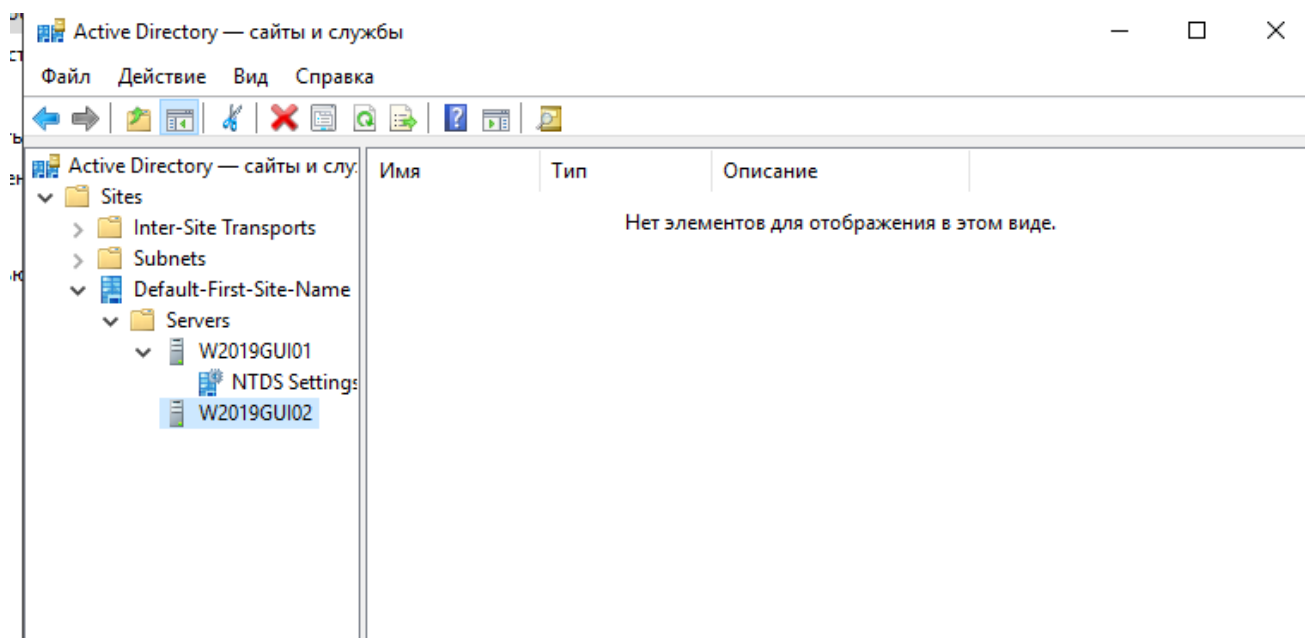 Active Directory — сайты и службы
Файл Действие Вид Справка
Active Directory — сайты и слу
Имя Тип Описание
Sites
Нет элементов для отображения в этом виде.
Inter-Site Transports
Subnets
Default-First-Site-Name
Servers
W2019GUI01
NTDS Settings
W2019GUI02